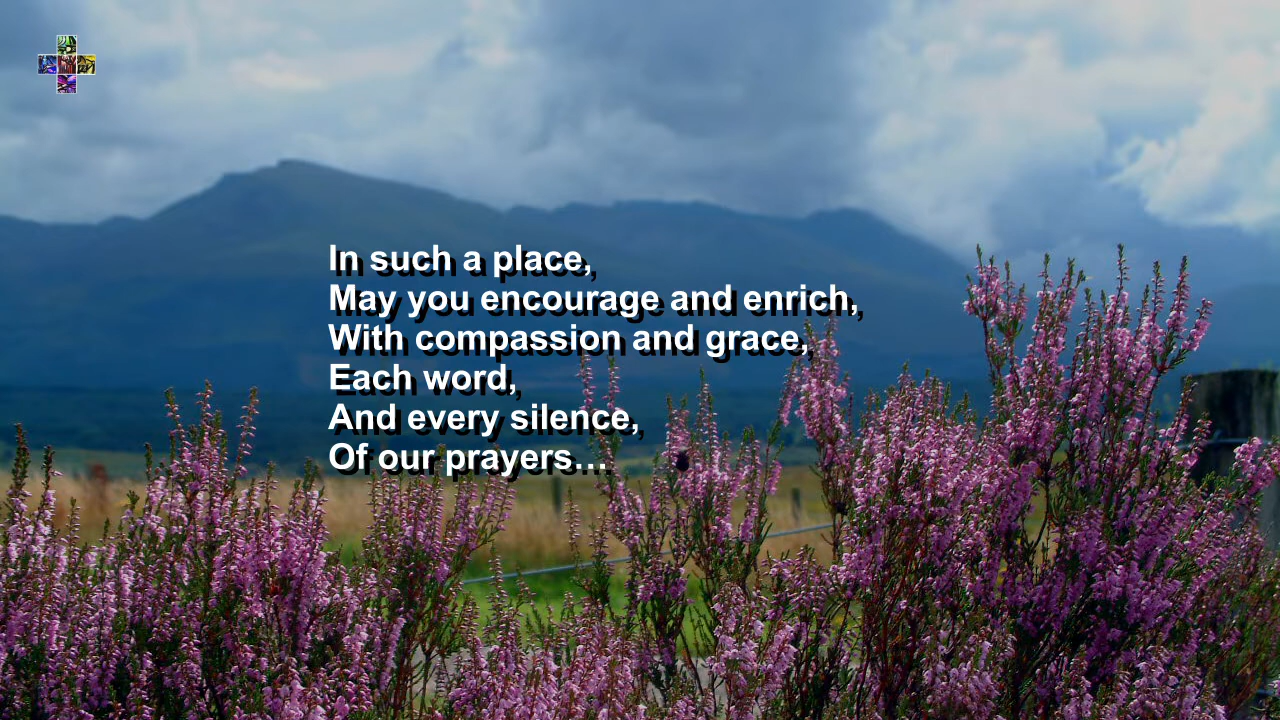 In such a place,
May you encourage and enrich,
With compassion and grace,
Each word,
And every silence,
Of our prayers…